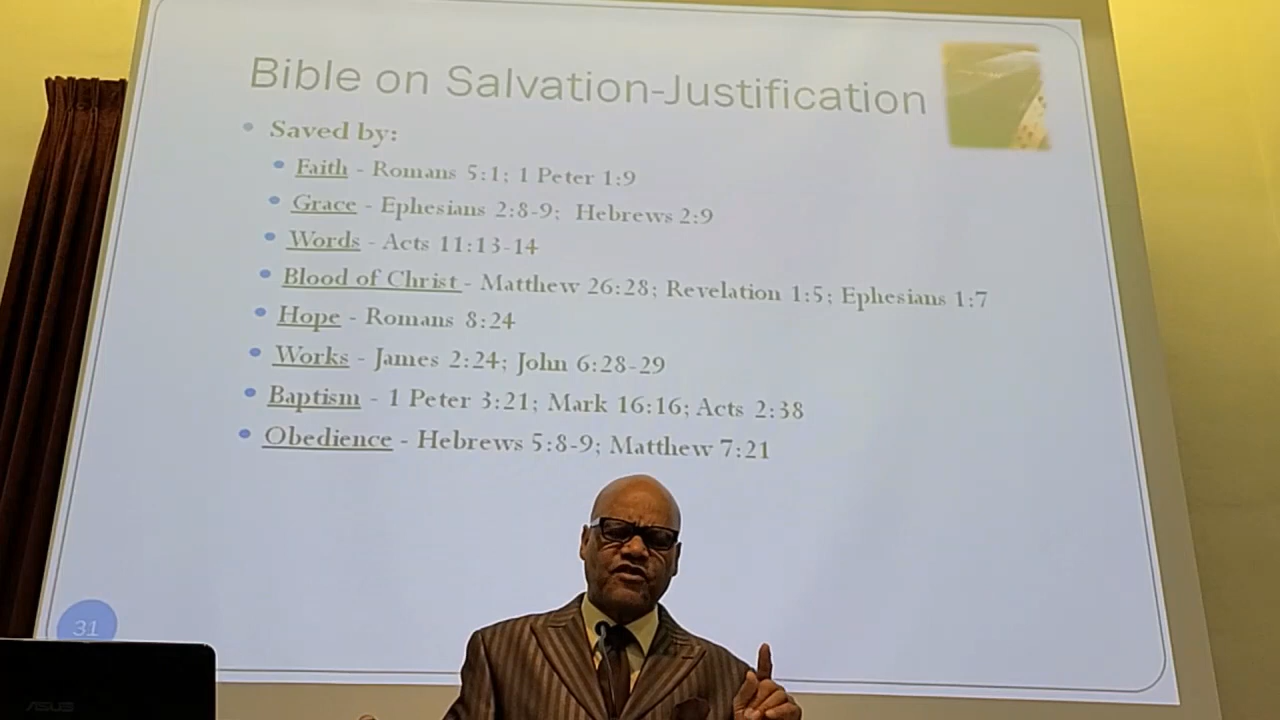 Bible on Salvation-Justification
Saved by:
Faith - Romans 5:1; 1 Peter 1:9
Grace - Ephesians 2:8-9; Hebrews 2:9
Words - Acts 11:13-14
Blood of Christ - Matthew 26:28; Revelation 1:5; Ephesians 1:7
Hope - Romans 8:24
Works - James 2:24; John 6:28-29
Baptism - 1 Peter 3:21; Mark 16:16; Acts 2:38
Obedience - Hebrews 5:8-9; Matthew 7:21
31
ASUS